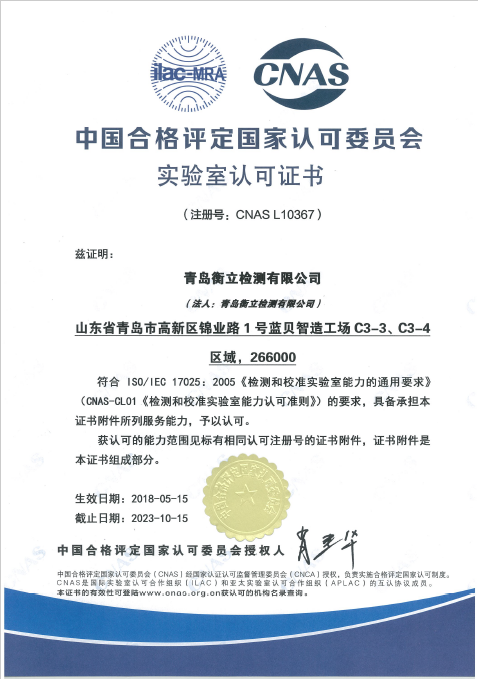 ilac-MRA
CNAS
中国合格评定国家认可委员会
实验室认可证书
（注册号：CNAS L10367）
兹证明：
青岛衡立检测有限公司
（法人：青岛衡立检测有限公司）
山东省青岛市高新区锦业路 1 号蓝贝智造工场 C3-3、C3-4
区域，266000
符合 ISO/IEC 17025：2005《检测和校准实验室能力的通用要求》
（CNAS-CL01《检测和校准实验室能力认可准则》）的要求，具备承担本
证书附件所列服务能力，予以认可。
获认可的能力范围见标有相同认可注册号的证书附件，证书附件是
本证书组成部分。
生效日期：2018-05-15
截止日期：2023-10-15
中国合格评定国家认可委员会授权人
中国合格评定国家认可委员会（CNAS）经国家认证认可监督管理委员会（CNCA）授权，负责实施合格评定国家认可制度。
CNAS是国际实验室认可合作组织（ILAC）和亚太实验室认可合作组织（APLAC）的互认协议成员。
本证书的有效性可登陆www.cnas.org.cn获认可的机构名录查询。